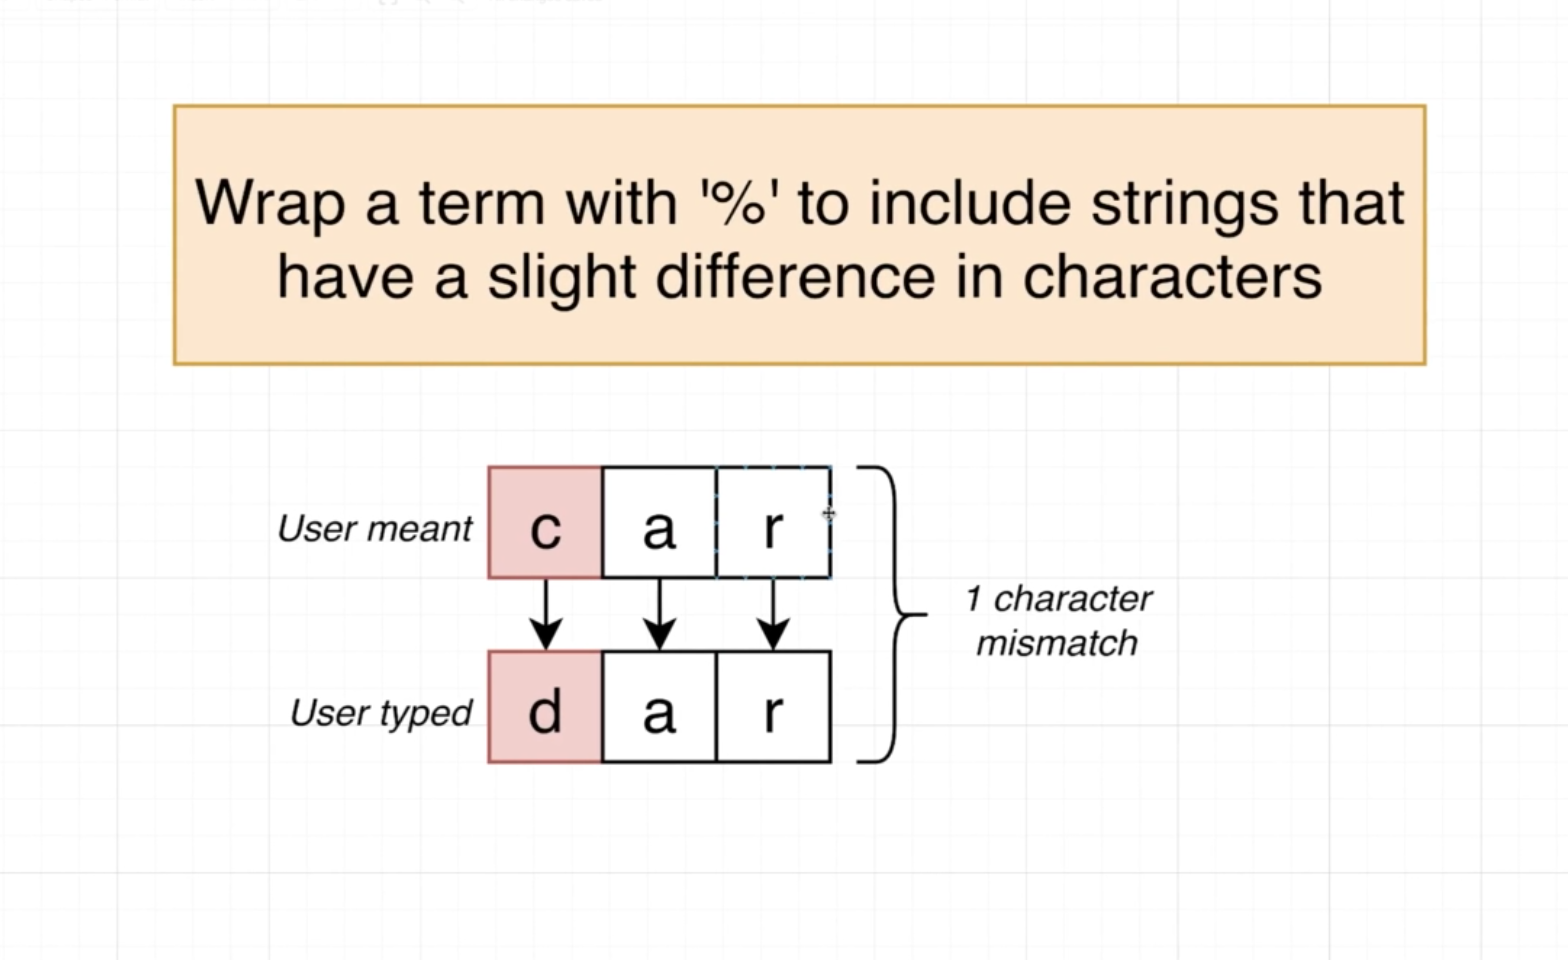 Wrap a term with '%' to include strings that
have a slight difference in characters
User meant c a r
1 character
mismatch
User typed d a r